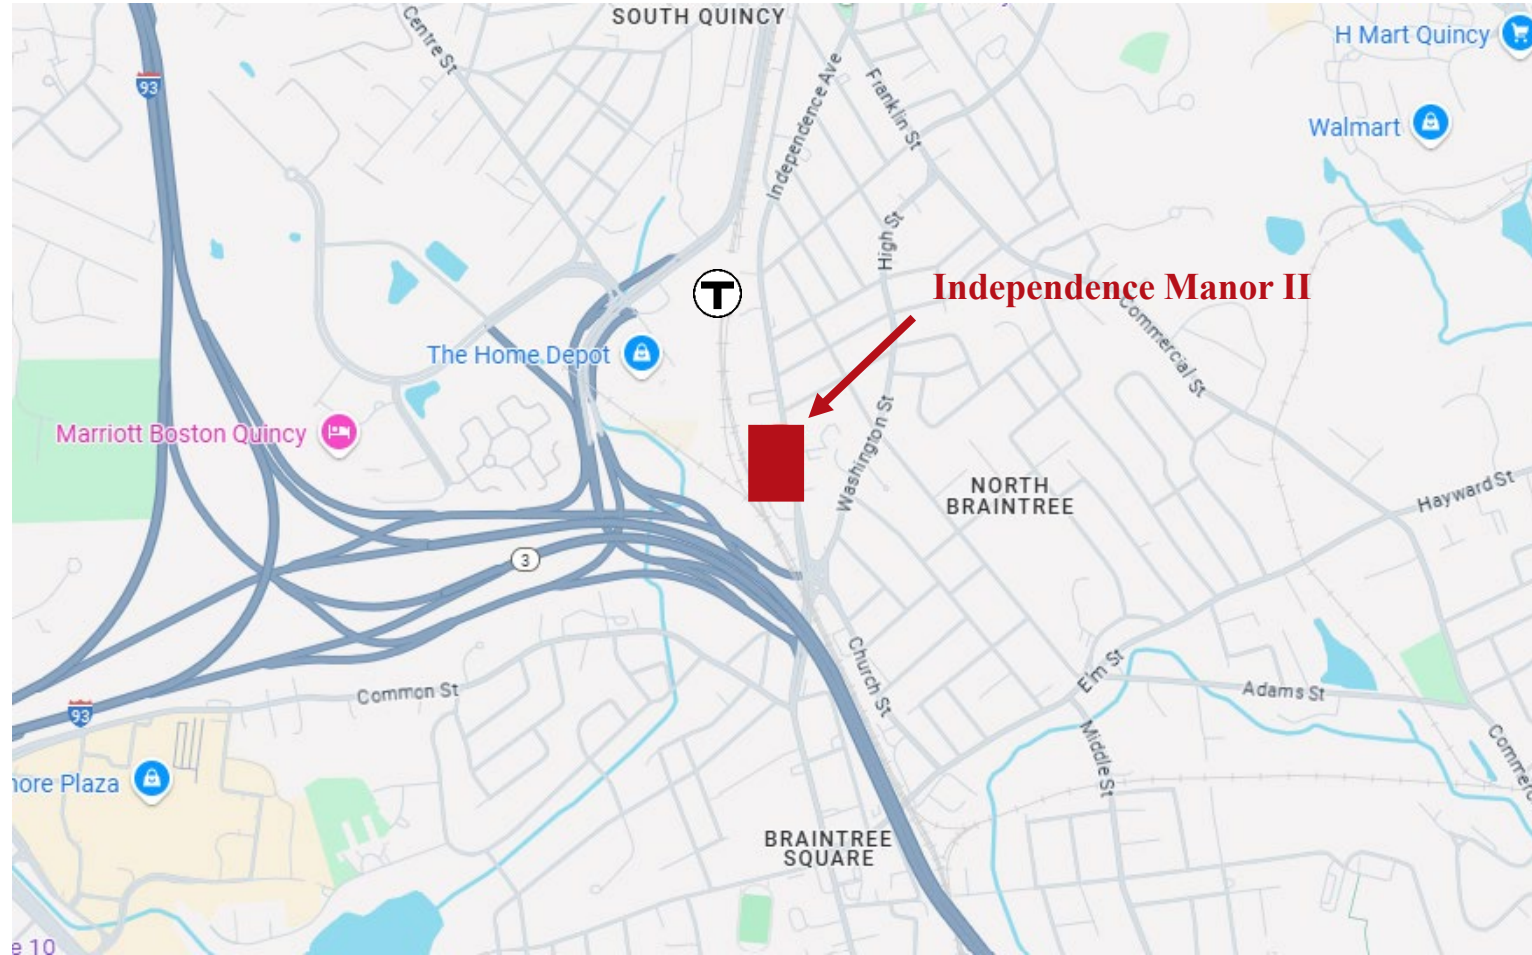 SOUTH QUINCY
Centre St
H Mart Quincy
93
Independence Ave
Franklin St
Walmart
High St
T
Independence Manor II
Commercial St
The Home Depot
Marriott Boston Quincy
Washington St
NORTH
BRAINTREE
Hayward St
3
Church St
Elm St
Common St
Adams St
93
Middle St
Commerc
hore Plaza
BRAINTREE
SQUARE
e 10